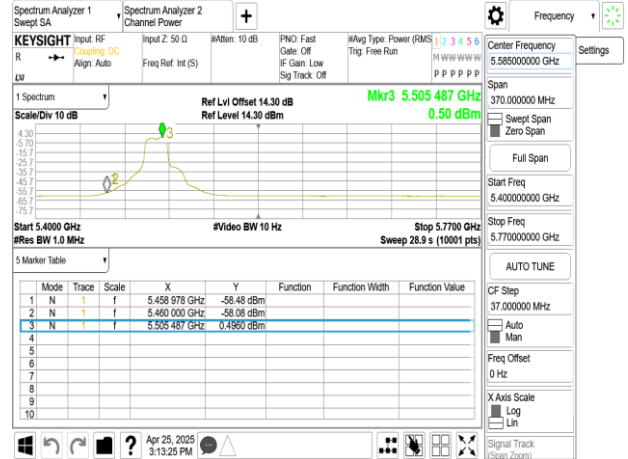 Spectrum Analyzer 1
Swept SA
Spectrum Analyzer 2
Channel Power
+
Frequency
KEYSIGHT
R
Input: RF
Coupling: DC
Align: Auto
Input Z: 50 Ω
Freq Ref: Int (S)
#Atten: 10 dB
PNO: Fast
Gate: Off
IF Gain: Low
Sig Track: Off
#Avg Type: Power (RMS
Trig: Free Run
1 2 3 4 5 6
M W W W W W
P P P P P P
1 Spectrum
Scale/Div 10 dB
Ref Lvl Offset 14.30 dB
Ref Level 14.30 dBm
Mkr3 5.505 487 GHz
0.50 dBm
4.30
-5.70
-15.7
-25.7
-35.7
-45.7
-55.7
-65.7
-75.7
3
2
Start 5.4000 GHz
#Res BW 1.0 MHz
#Video BW 10 Hz
Stop 5.7700 GHz
Sweep 28.9 s (10001 pts)
5 Marker Table
Mode Trace Scale X Y Function Function Width Function Value
1 N 1 f 5.458 978 GHz -58.48 dBm
2 N 1 f 5.460 000 GHz -58.08 dBm
3 N 1 f 5.505 487 GHz 0.4960 dBm
4
5
6
7
8
9
10
Apr 25, 2025
3:13:25 PM
Settings
Center Frequency
5.585000000 GHz
Span
370.000000 MHz
Swept Span
Zero Span
Full Span
Start Freq
5.400000000 GHz
Stop Freq
5.770000000 GHz
AUTO TUNE
CF Step
37.000000 MHz
Auto
Man
Freq Offset
0 Hz
X Axis Scale
Log
Lin
Signal Track
(Span Zoom)